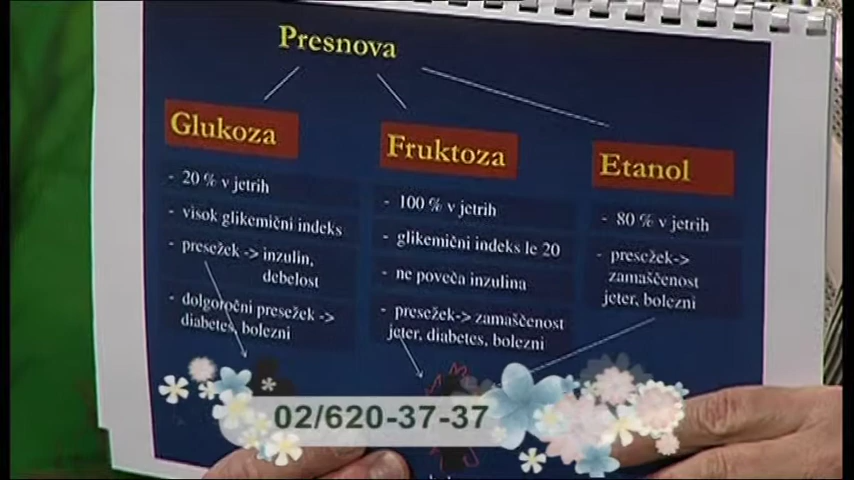 Presnova
Glukoza
- 20 % v jetrih
- visok glikemični indeks
- presežek -> inzulin,
debelost
- dolgoročni presežek ->
diabetes, bolezni
Fruktoza
- 100 % v jetrih
- glikemični indeks le 20
- ne poveča inzulina
- presežek-> zamaščenost
jeter, diabetes, bolezni
Etanol
- 80 % v jetrih
- presežek->
zamaščenost
jeter, bolezni
02/620-37-37